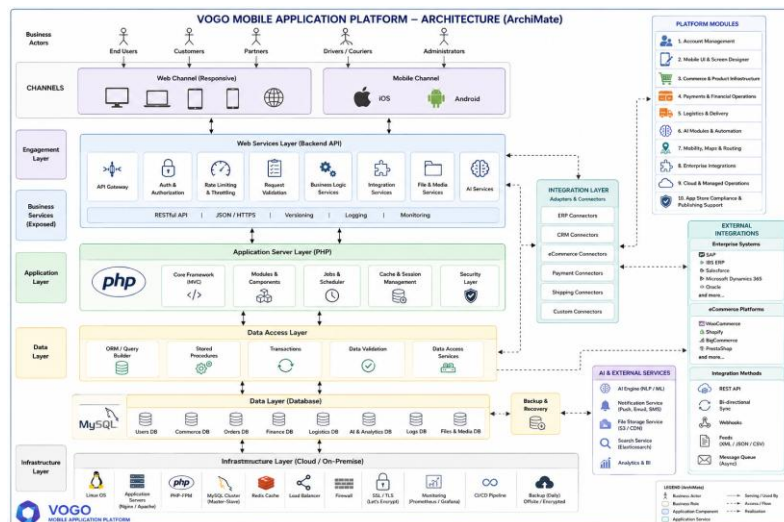 VOGO MOBILE APPLICATION PLATFORM – ARCHITECTURE (ArchiMate)
Business Actors
End Users
Customers
Partners
Drivers / Couriers
Administrators
CHANNELS
Web Channel (Responsive)
Mobile Channel
iOS
Android
Engagement Layer
Business Services (Exposed)
Web Services Layer (Backend API)
API Gateway
Auth & Authorization
Rate Limiting & Throttling
Request Validation
Business Logic Services
Integration Services
File & Media Services
AI Services
RESTful API | JSON / HTTPS | Versioning | Logging | Monitoring
Application Layer
Application Server Layer (PHP)
php
Core Framework (MVC)
Modules & Components
Jobs & Scheduler
Cache & Session Management
Security Layer
Data Layer
Data Access Layer
ORM / Query Builder
Stored Procedures
Transactions
Data Validation
Data Access Services
Data Layer (Database)
MySQL
Users DB
Commerce DB
Orders DB
Finance DB
Logistics DB
AI & Analytics DB
Logs DB
Files & Media DB
Backup & Recovery
Infrastructure Layer
Infrastructure Layer (Cloud / On-Premise)
Linux OS
Application Servers (Nginx / Apache)
php
PHP-FPM
MySQL Cluster (Master-Slave)
Redis Cache
Load Balancer
Firewall
SSL / TLS (Let's Encrypt)
Monitoring (Prometheus / Grafana)
CI/CD Pipeline
Backup (Daily) Offsite / Encrypted
VOGO
MOBILE APPLICATION PLATFORM
INTEGRATION LAYER
Adapters & Connectors
ERP Connectors
CRM Connectors
eCommerce Connectors
Payment Connectors
Shipping Connectors
Custom Connectors
AI & EXTERNAL SERVICES
AI Engine (NLP / ML)
Notification Service (Push, Email, SMS)
File Storage Service (S3 / CDN)
Search Service (Elasticsearch)
Analytics & BI
PLATFORM MODULES
1. Account Management
2. Mobile UI & Screen Designer
3. Commerce & Product Infrastructure
4. Payments & Financial Operations
5. Logistics & Delivery
6. AI Modules & Automation
7. Mobility, Maps & Routing
8. Enterprise Integrations
9. Cloud & Managed Operations
10. App Store Compliance & Publishing Support
EXTERNAL INTEGRATIONS
Enterprise Systems
SAP
IBS ERP
Salesforce
Microsoft Dynamics 365
Oracle
and more...
eCommerce Platforms
WooCommerce
Shopify
BigCommerce
PrestaShop
and more...
Integration Methods
REST API
Bi-directional Sync
Webhooks
Feeds (XML / JSON / CSV)
Message Queue (Async)
LEGEND (ArchiMate)
Business Actor
Business Role
Application Component
Application Service
Serving / Used By
Access / Flow
Realization